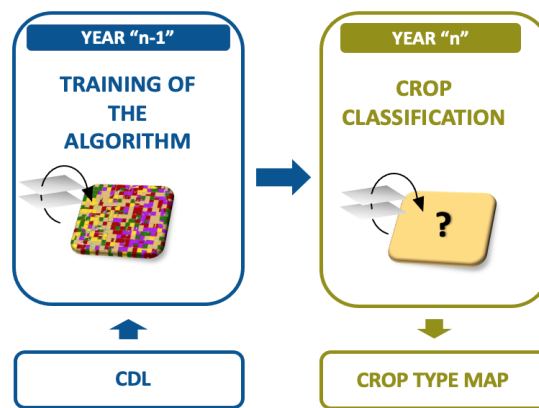 YEAR "n-1"
TRAINING OF
THE
ALGORITHM
CDL
YEAR "n"
CROP
CLASSIFICATION
?
CROP TYPE MAP